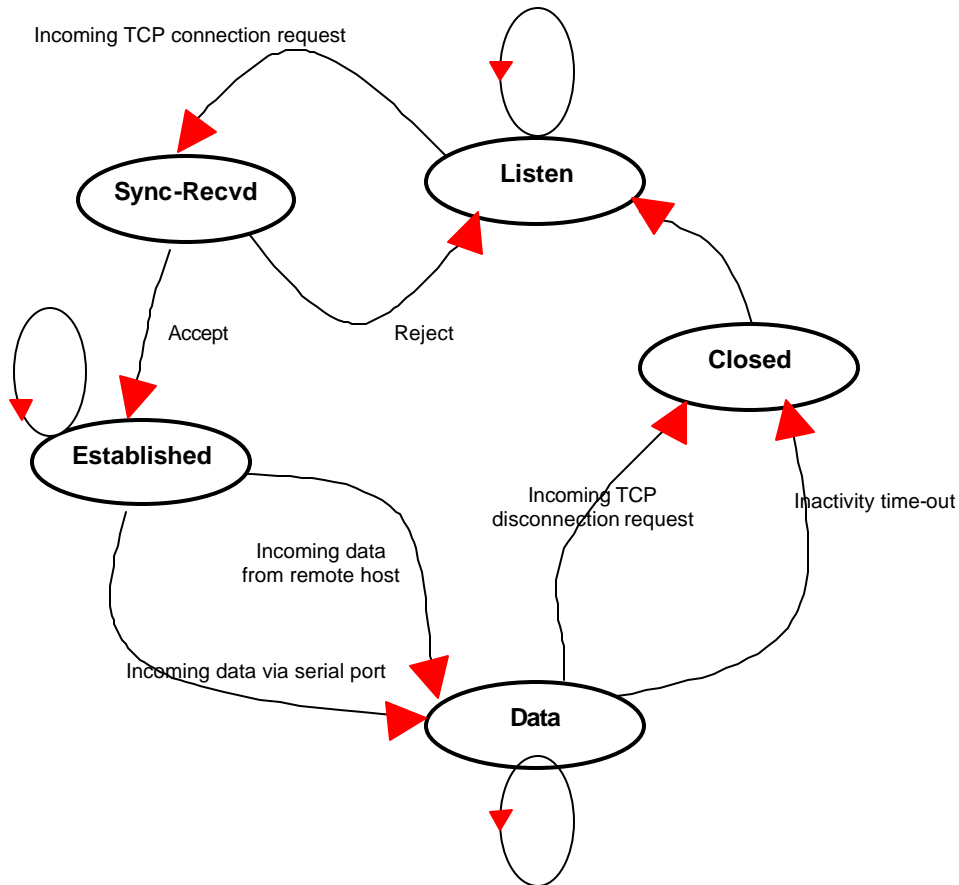 Incoming TCP connection request
Listen
Sync-Recvd
Accept
Reject
Closed
Established
Incoming TCP
disconnection request
Inactivity time-out
Incoming data
from remote host
Incoming data via serial port
Data